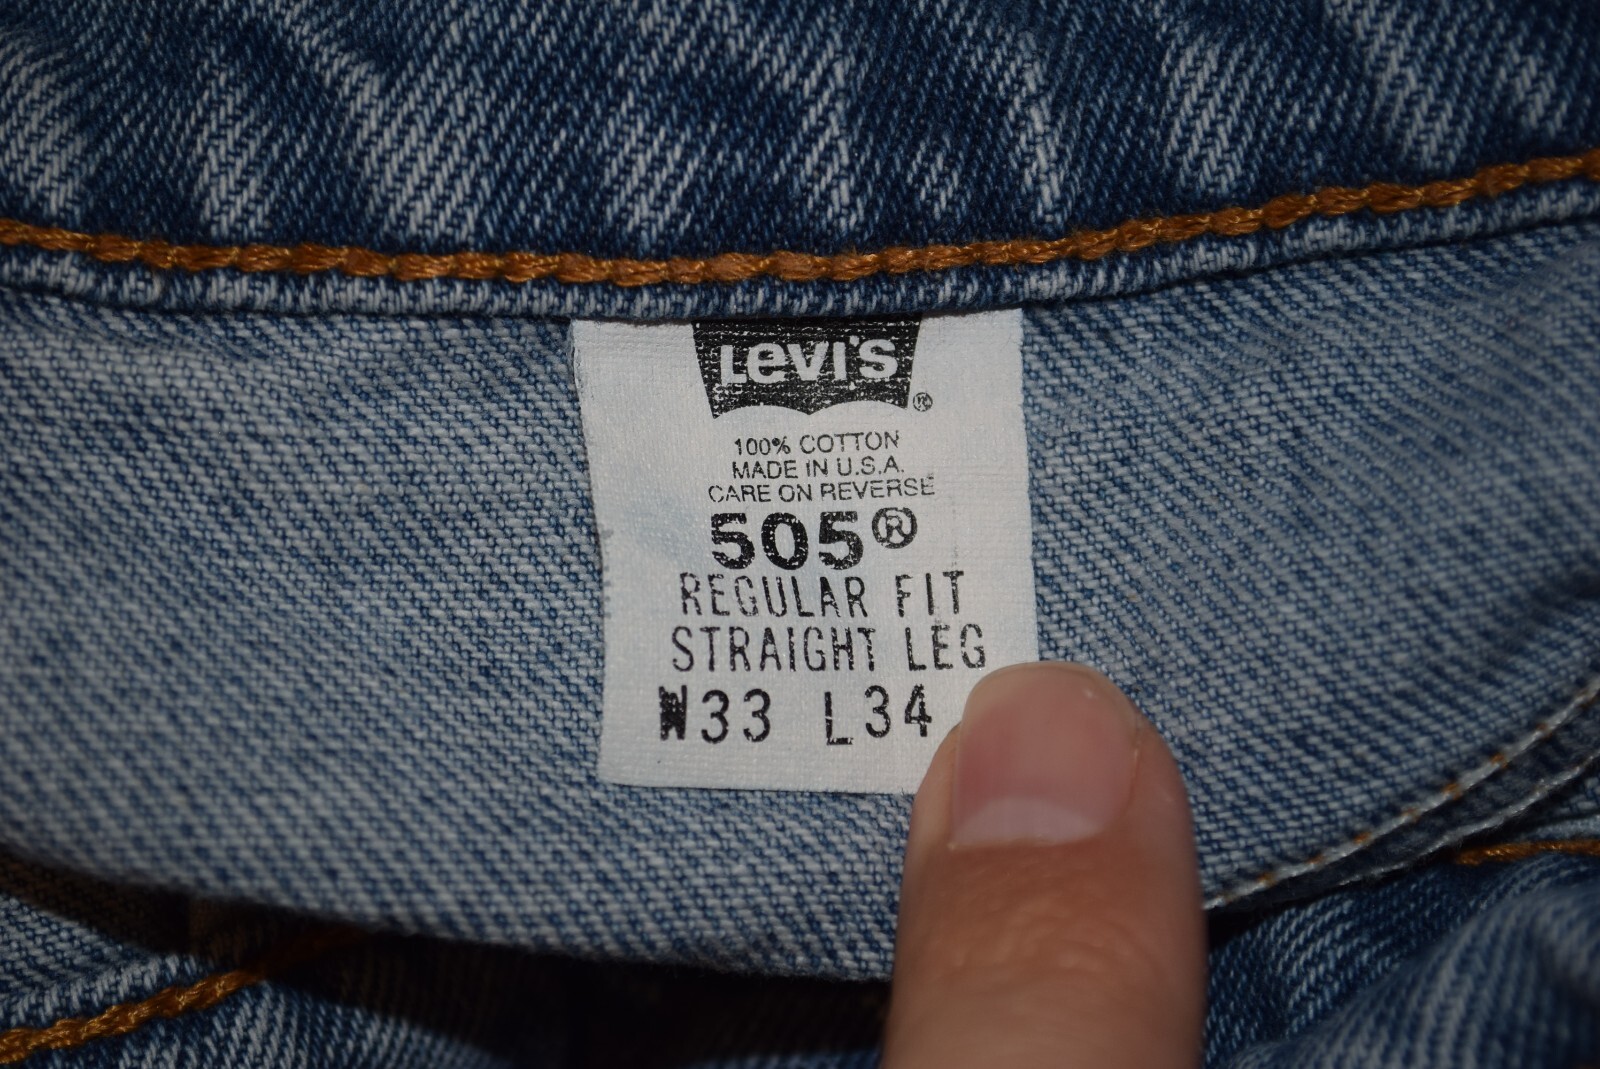 LEVI'S ®
100% COTTON
MADE IN U.S.A.
CARE ON REVERSE
505®
REGULAR FIT
STRAIGHT LEG
W33 L34